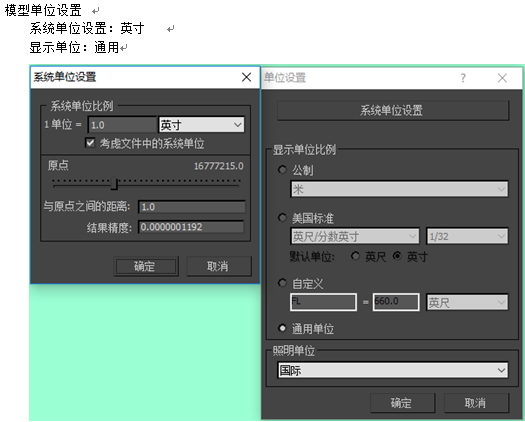 模型单位设置
系统单位设置：英寸
显示单位：通用
系统单位设置
系统单位比例
1 单位 = 1.0 英寸
考虑文件中的系统单位
原点 16777215.0
与原点之间的距离: 1.0
结果精度: 0.0000001192
确定 取消
单位设置 ?
系统单位设置
显示单位比例
公制
米
美国标准
英尺/分数英寸 1/32
默认单位: 英尺 英寸
自定义
FL = 660.0 英尺
通用单位
照明单位
国际
确定 取消